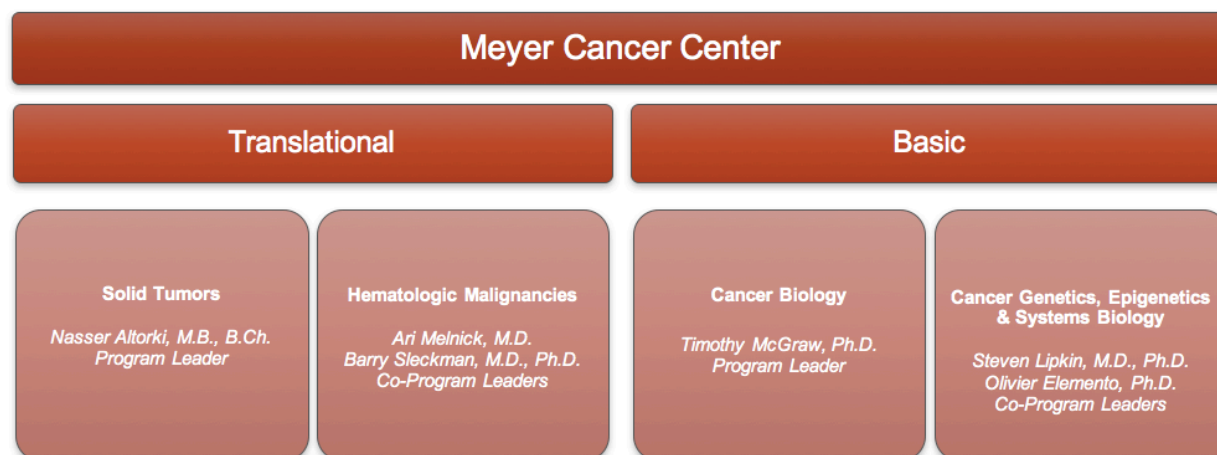 Meyer Cancer Center
Translational
Basic
Solid Tumors
Nasser Altorki, M.B., B.Ch.
Program Leader
Hematologic Malignancies
Ari Melnick, M.D.
Barry Sleckman, M.D., Ph.D.
Co-Program Leaders
Cancer Biology
Timothy McGraw, Ph.D.
Program Leader
Cancer Genetics, Epigenetics
& Systems Biology
Steven Lipkin, M.D., Ph.D.
Olivier Elemento, Ph.D.
Co-Program Leaders